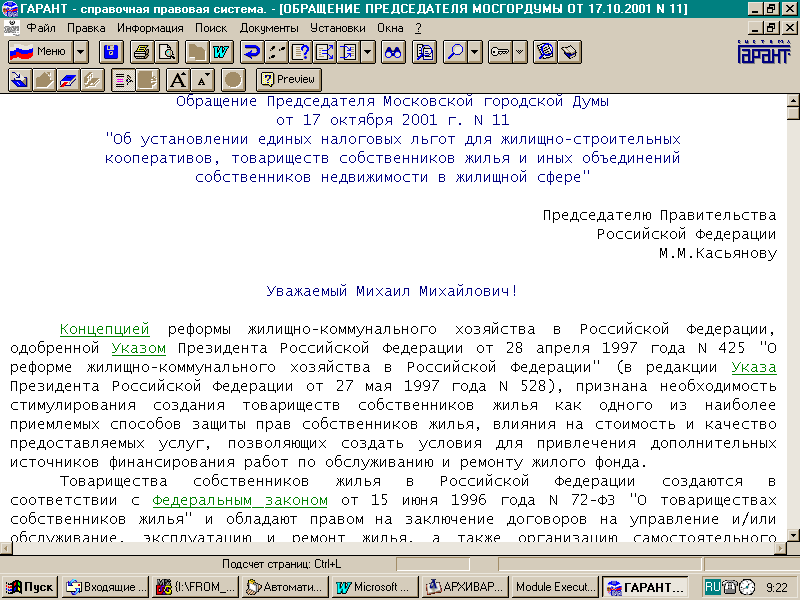 ГАРАНТ - справочная правовая система. - [ОБРАЩЕНИЕ ПРЕДСЕДАТЕЛЯ МОСГОРДУМЫ ОТ 17.10.2001 N 11]
Файл Правка Информация Поиск Документы Установки Окна ?
Меню
СИСТЕМА
ГАРАНТ
Preview
Обращение Председателя Московской городской Думы
от 17 октября 2001 г. N 11
"Об установлении единых налоговых льгот для жилищно-строительных
кооперативов, товариществ собственников жилья и иных объединений
собственников недвижимости в жилищной сфере"
Председателю Правительства
Российской Федерации
М.М.Касьянову
Уважаемый Михаил Михайлович!
Концепцией реформы жилищно-коммунального хозяйства в Российской Федерации,
одобренной Указом Президента Российской Федерации от 28 апреля 1997 года N 425 "О
реформе жилищно-коммунального хозяйства в Российской Федерации" (в редакции Указа
Президента Российской Федерации от 27 мая 1997 года N 528), признана необходимость
стимулирования создания товариществ собственников жилья как одного из наиболее
приемлемых способов защиты прав собственников жилья, влияния на стоимость и качество
предоставляемых услуг, позволяющих создать условия для привлечения дополнительных
источников финансирования работ по обслуживанию и ремонту жилого фонда.
Товарищества собственников жилья в Российской Федерации создаются в
соответствии с Федеральным законом от 15 июня 1996 года N 72-ФЗ "О товариществах
собственников жилья" и обладают правом на заключение договоров на управление и/или
обслуживание, эксплуатацию и ремонт жилья, а также организацию самостоятельного
Подсчет страниц: Ctrl+L
Пуск Входящие ... {I:\FROM_... Автомати... Microsoft ... АРХИВАР... Module Execut... ГАРАНТ... RU 9:22